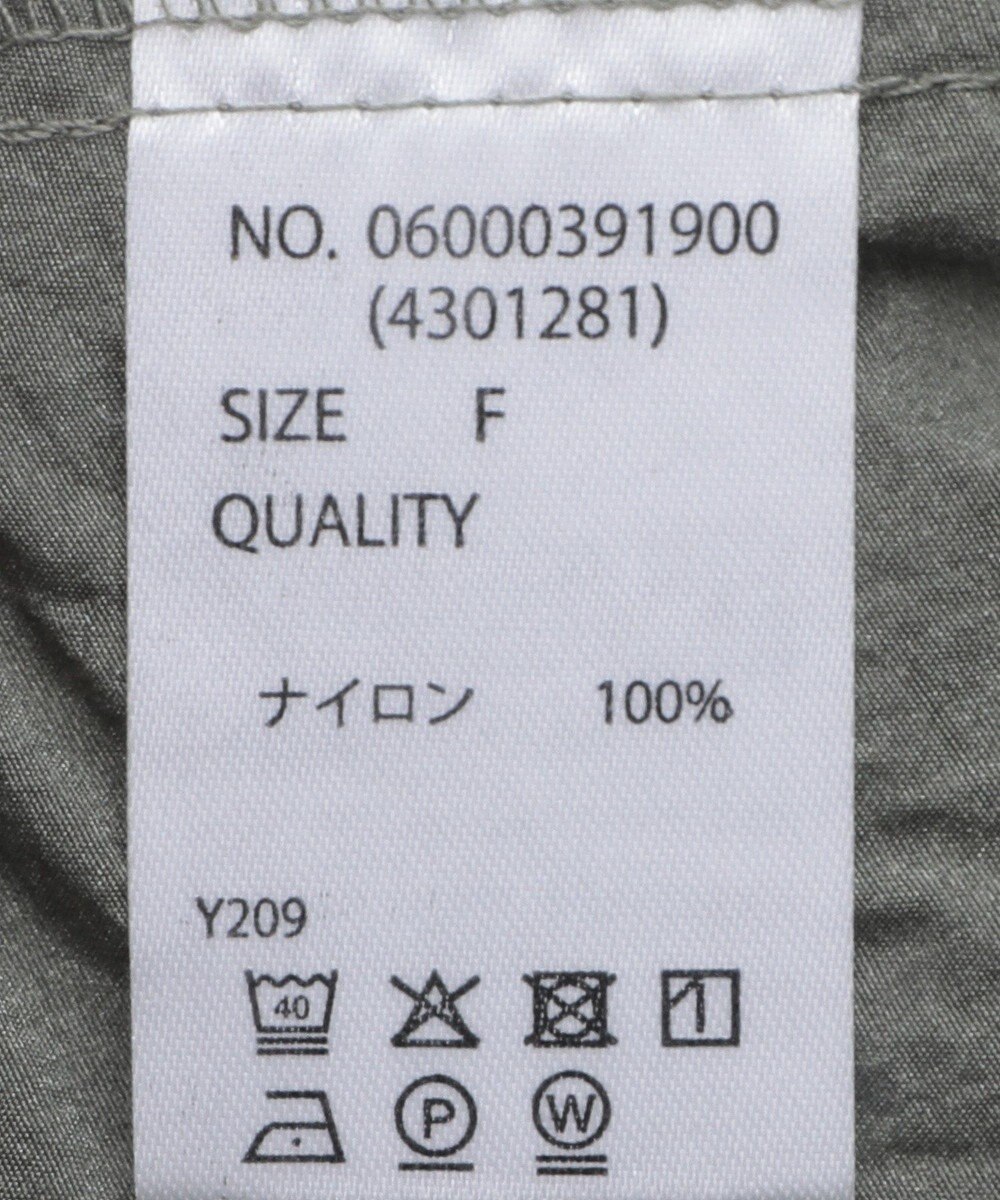 NO. 06000391900
(4301281)
SIZE F
QUALITY
ナイロン 100%
Y209
40
P
W